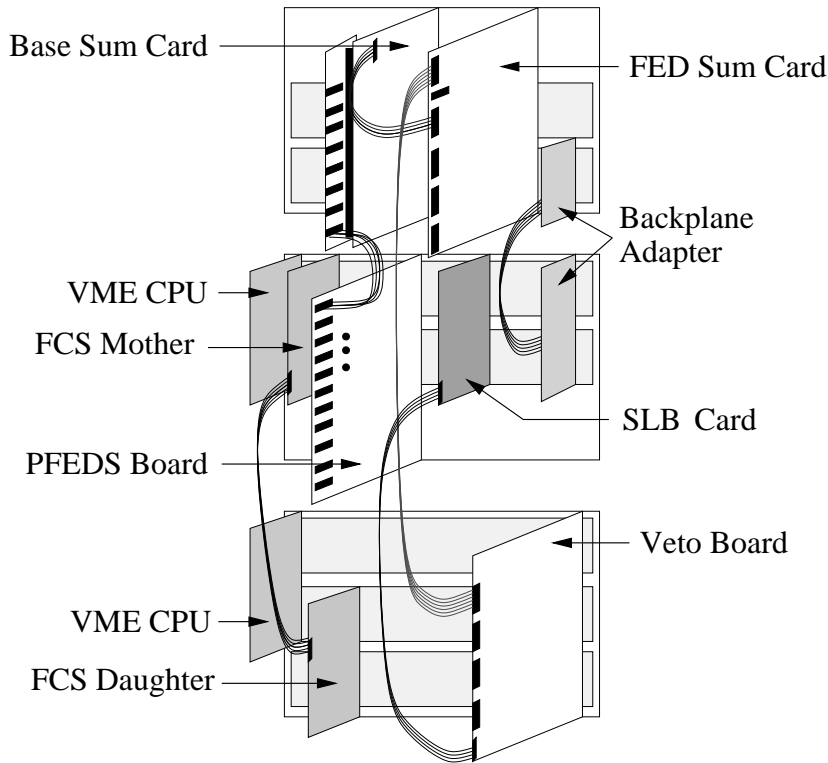 Base Sum Card
FED Sum Card
Backplane
Adapter
VME CPU
FCS Mother
SLB Card
PFEDS Board
Veto Board
VME CPU
FCS Daughter